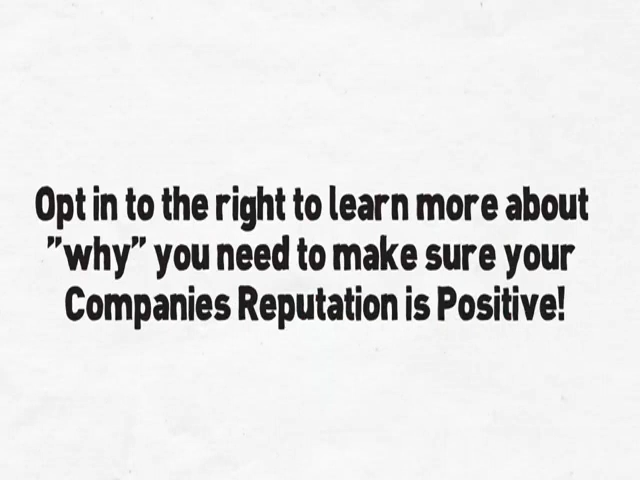 Opt in to the right to learn more about
"why" you need to make sure your
Companies Reputation is Positive!